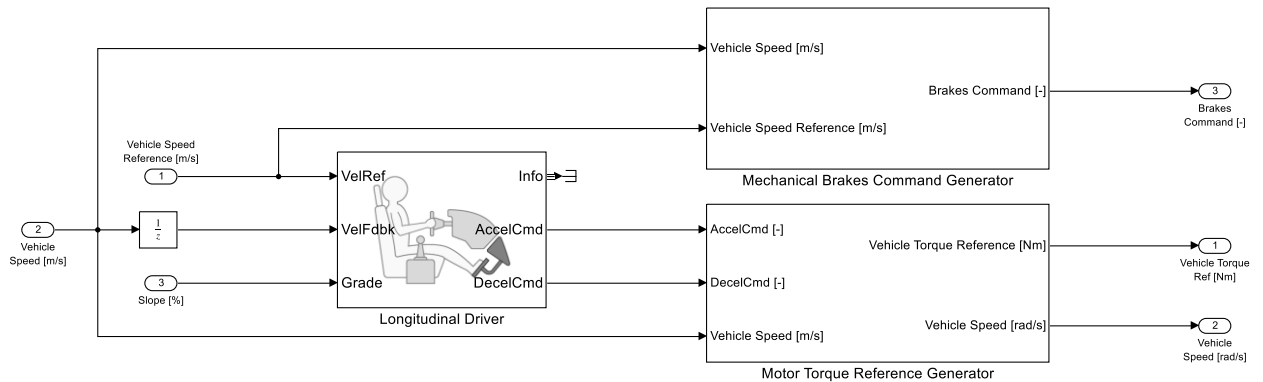 Vehicle Speed [m/s]
Brakes Command [-]
Vehicle Speed Reference [m/s]
Mechanical Brakes Command Generator
3
Brakes
Command [-]
Vehicle Speed
Reference [m/s]
1
2
Vehicle
Speed [m/s]
1
z
3
Slope [%]
VelRef
Info
VelFdbk
AccelCmd
Grade
DecelCmd
Longitudinal Driver
AccelCmd [-]
Vehicle Torque Reference [Nm]
DecelCmd [-]
Vehicle Speed [rad/s]
Vehicle Speed [m/s]
Motor Torque Reference Generator
1
Vehicle Torque
Ref [Nm]
2
Vehicle
Speed [rad/s]